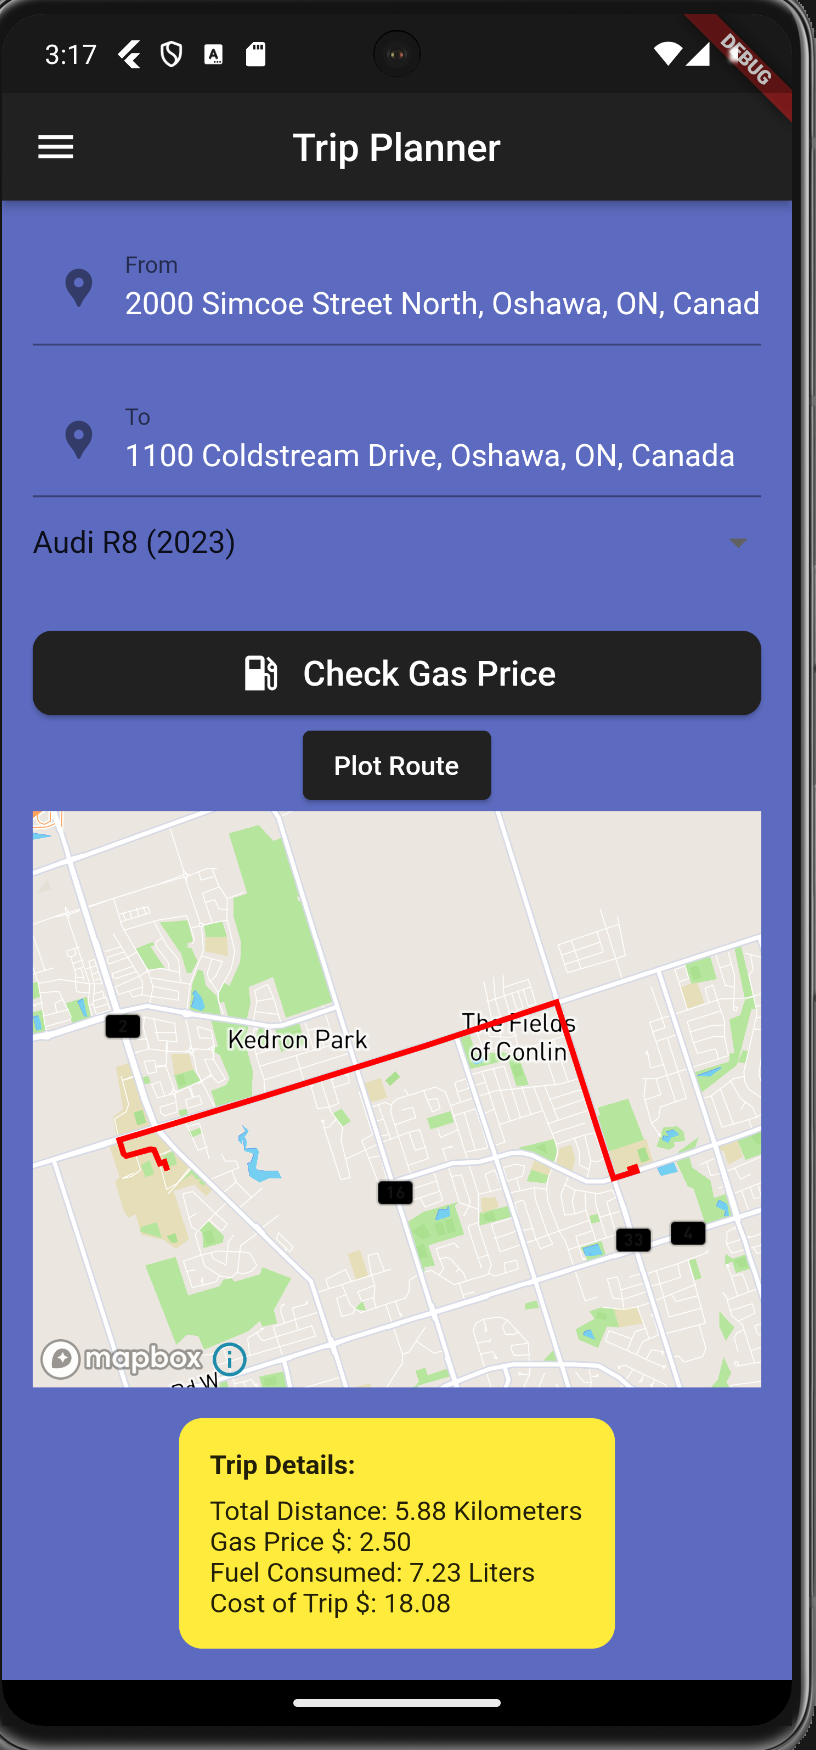 3:17
A
DEBUG
Trip Planner
From
2000 Simcoe Street North, Oshawa, ON, Canad
To
1100 Coldstream Drive, Oshawa, ON, Canada
Audi R8 (2023)
Check Gas Price
Plot Route
2
Kedron Park
The Fields
of Conlin
16
33
4
mapbox
Rd W
Trip Details:
Total Distance: 5.88 Kilometers
Gas Price $: 2.50
Fuel Consumed: 7.23 Liters
Cost of Trip $: 18.08